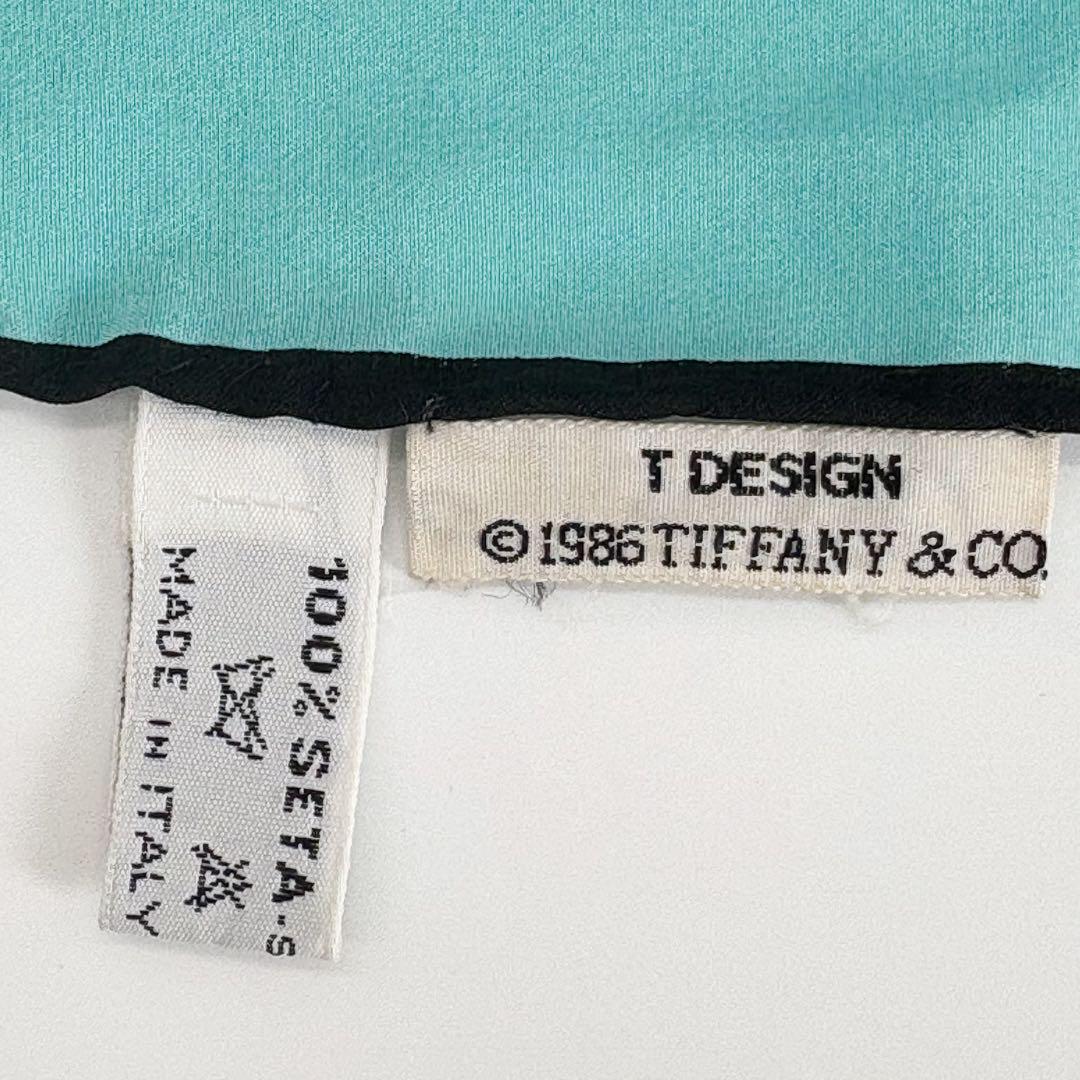 T DESIGN
©1986 TIFFANY & CO.
100% SETA-S
MADE IN ITALY